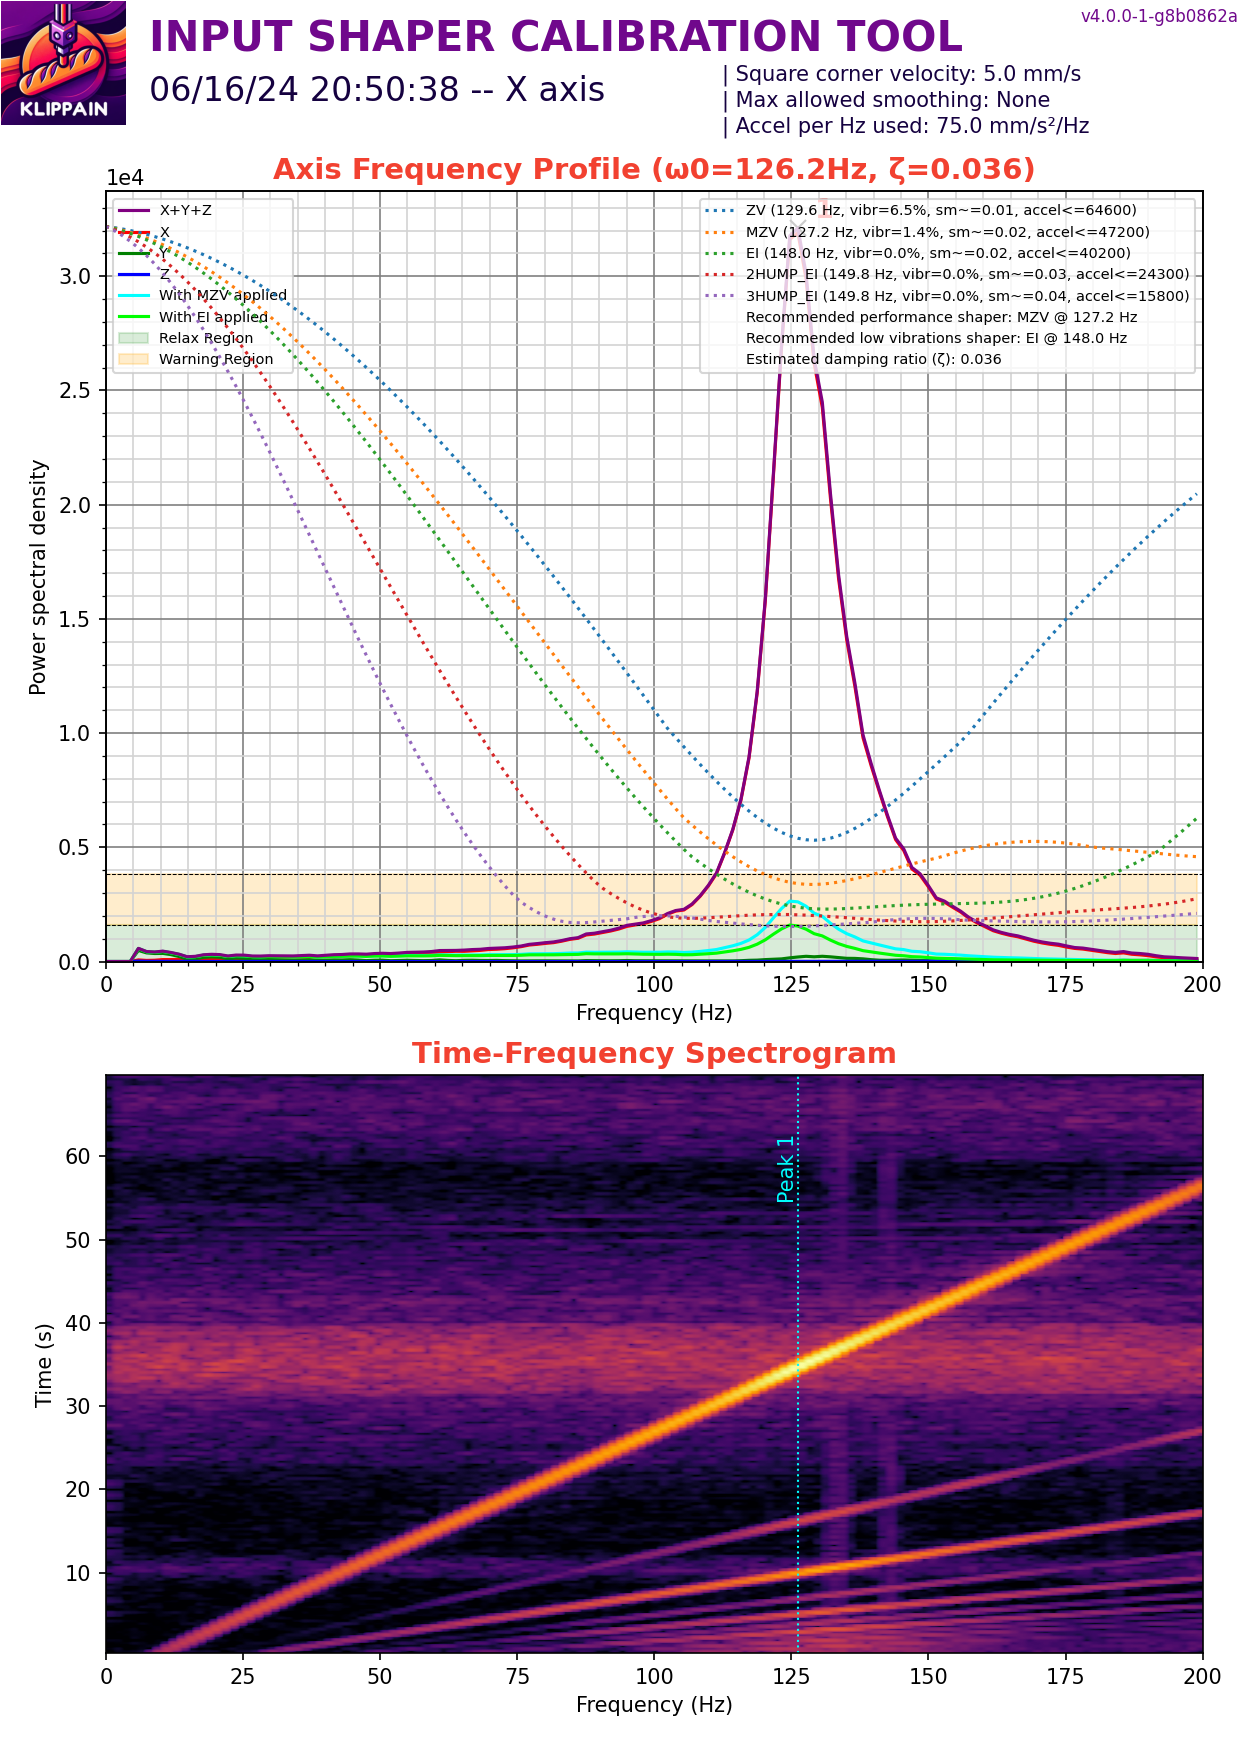 v4.0.0-1-g8b0862a
INPUT SHAPER CALIBRATION TOOL
06/16/24 20:50:38 -- X axis
| Square corner velocity: 5.0 mm/s
| Max allowed smoothing: None
| Accel per Hz used: 75.0 mm/s²/Hz
KLIPPAIN
Axis Frequency Profile (ω0=126.2Hz, ζ=0.036)
1e4
X+Y+Z
X
Y
Z
With MZV applied
With EI applied
Relax Region
Warning Region
1
ZV (129.6 Hz, vibr=6.5%, sm~=0.01, accel<=64600)
MZV (127.2 Hz, vibr=1.4%, sm~=0.02, accel<=47200)
EI (148.0 Hz, vibr=0.0%, sm~=0.02, accel<=40200)
2HUMP_EI (149.8 Hz, vibr=0.0%, sm~=0.03, accel<=24300)
3HUMP_EI (149.8 Hz, vibr=0.0%, sm~=0.04, accel<=15800)
Recommended performance shaper: MZV @ 127.2 Hz
Recommended low vibrations shaper: EI @ 148.0 Hz
Estimated damping ratio (ζ): 0.036
Power spectral density
3.0
2.5
2.0
1.5
1.0
0.5
0.0
0 25 50 75 100 125 150 175 200
Frequency (Hz)
Time-Frequency Spectrogram
Peak 1
Time (s)
60
50
40
30
20
10
0 25 50 75 100 125 150 175 200
Frequency (Hz)